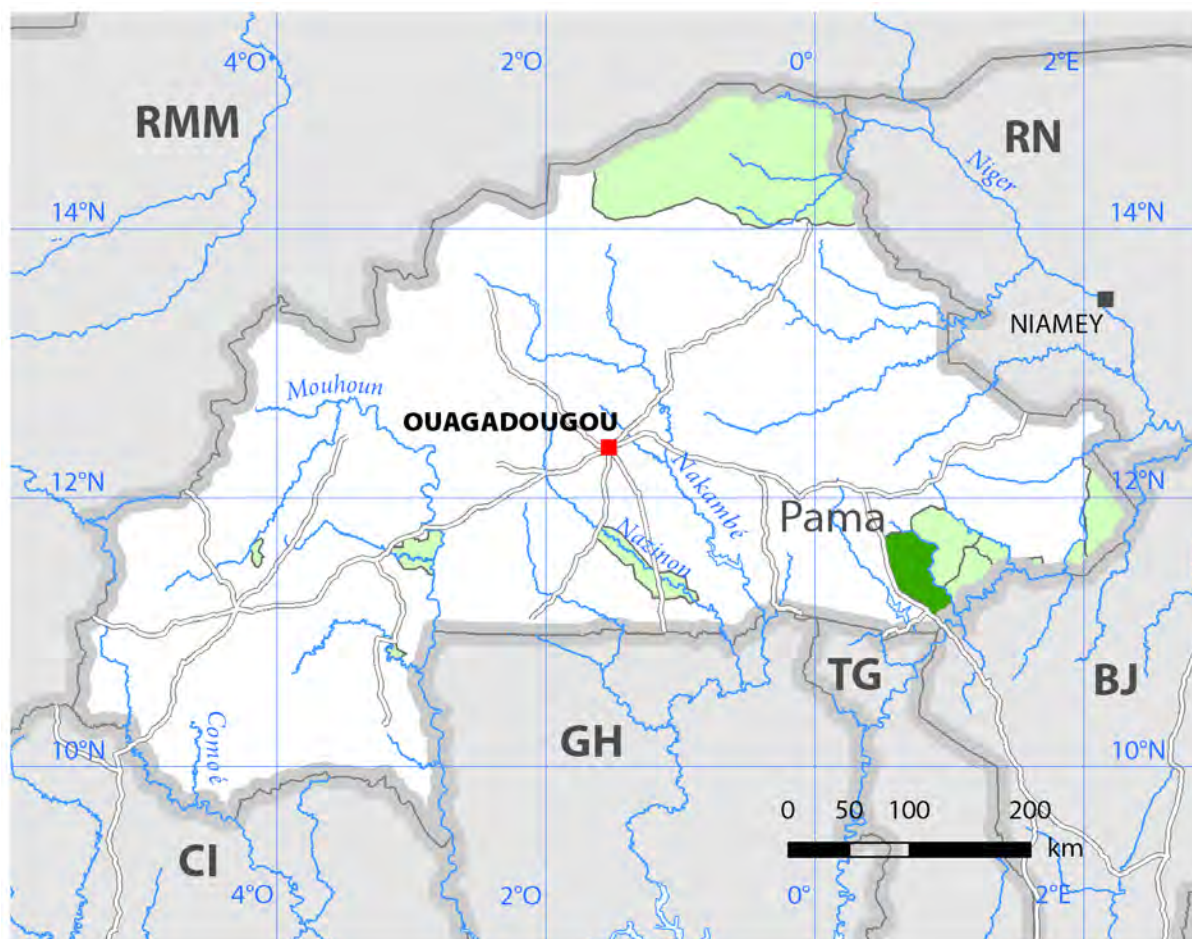 4°O
2°O
0°
2°E
RMM
RN
Niger
14°N
14°N
NIAMEY
Mouhoun
OUAGADOUGOU
Nakambé
12°N
12°N
Pama
Nazinon
TG
BJ
GH
Comoé
10°N
10°N
0 50 100 200
km
CI
4°O
2°O
0°
2°E